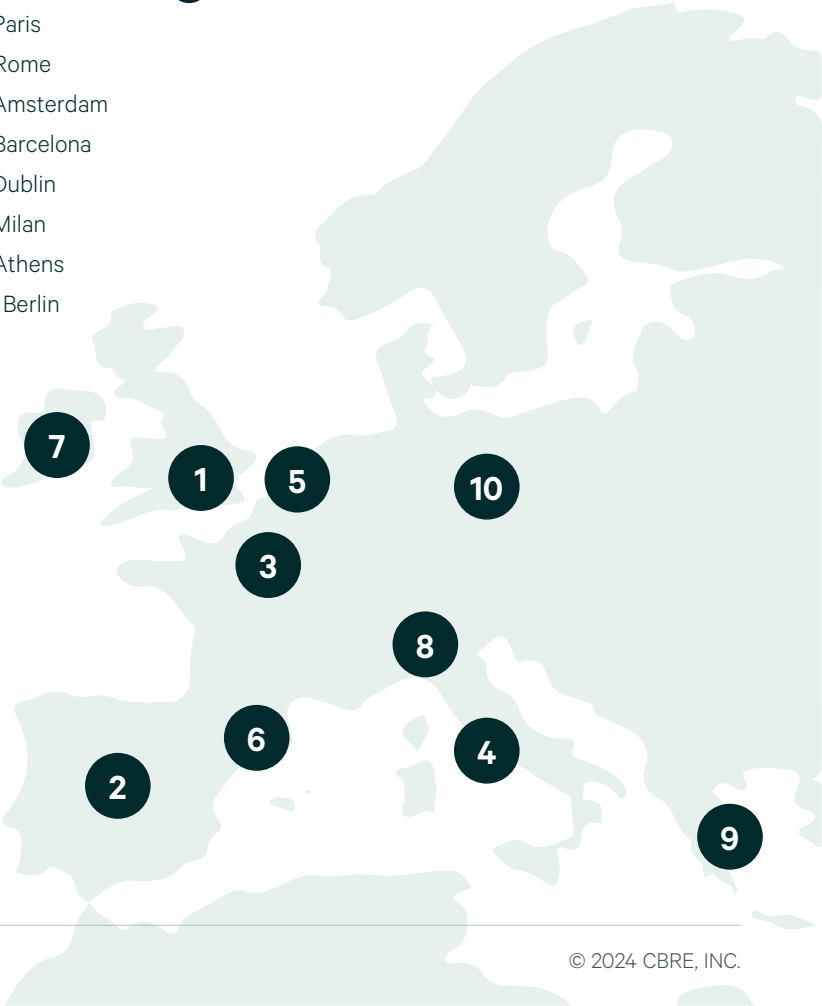 Paris
Rome
Amsterdam
Barcelona
Dublin
Milan
Athens
Berlin
7
1
5
10
3
8
6
4
2
9
© 2024 CBRE, INC.